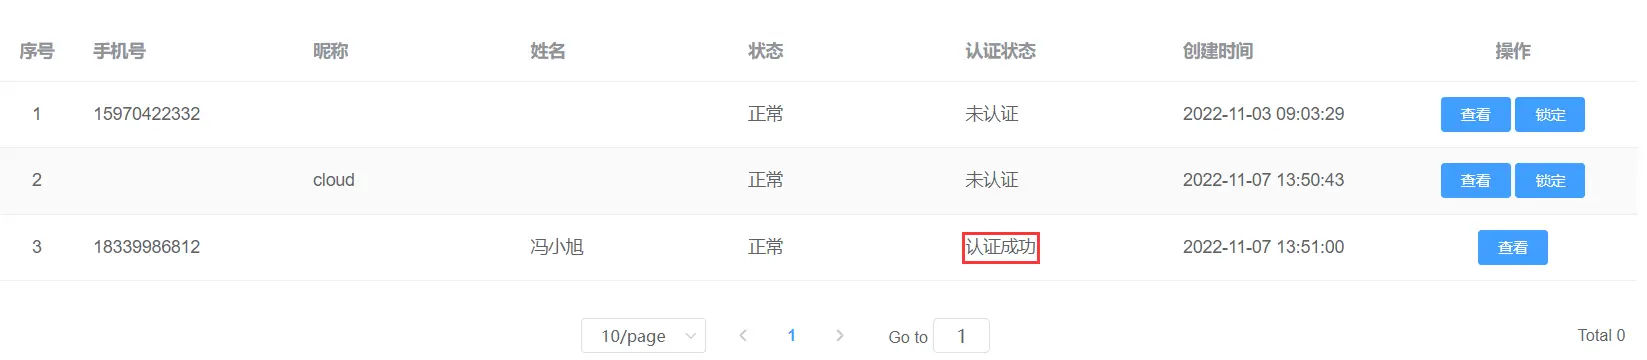 序号 手机号 昵称 姓名 状态 认证状态 创建时间 操作
1 15970422332 正常 未认证 2022-11-03 09:03:29 查看 锁定
2 cloud 正常 未认证 2022-11-07 13:50:43 查看 锁定
3 18339986812 冯小旭 正常 认证成功 2022-11-07 13:51:00 查看
10/page 1 Go to 1 Total 0